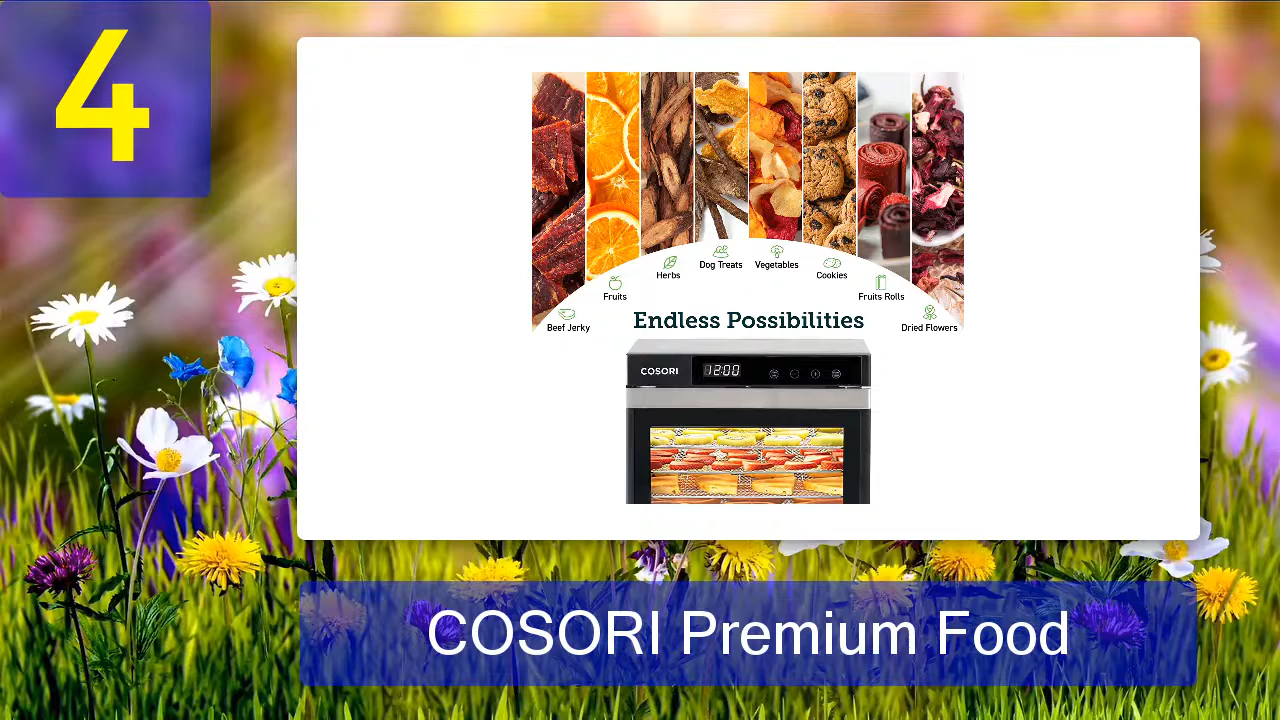 4
Beef Jerky
Fruits
Herbs
Dog Treats
Vegetables
Cookies
Fruits Rolls
Dried Flowers
Endless Possibilities
COSORI
12:00
COSORI Premium Food